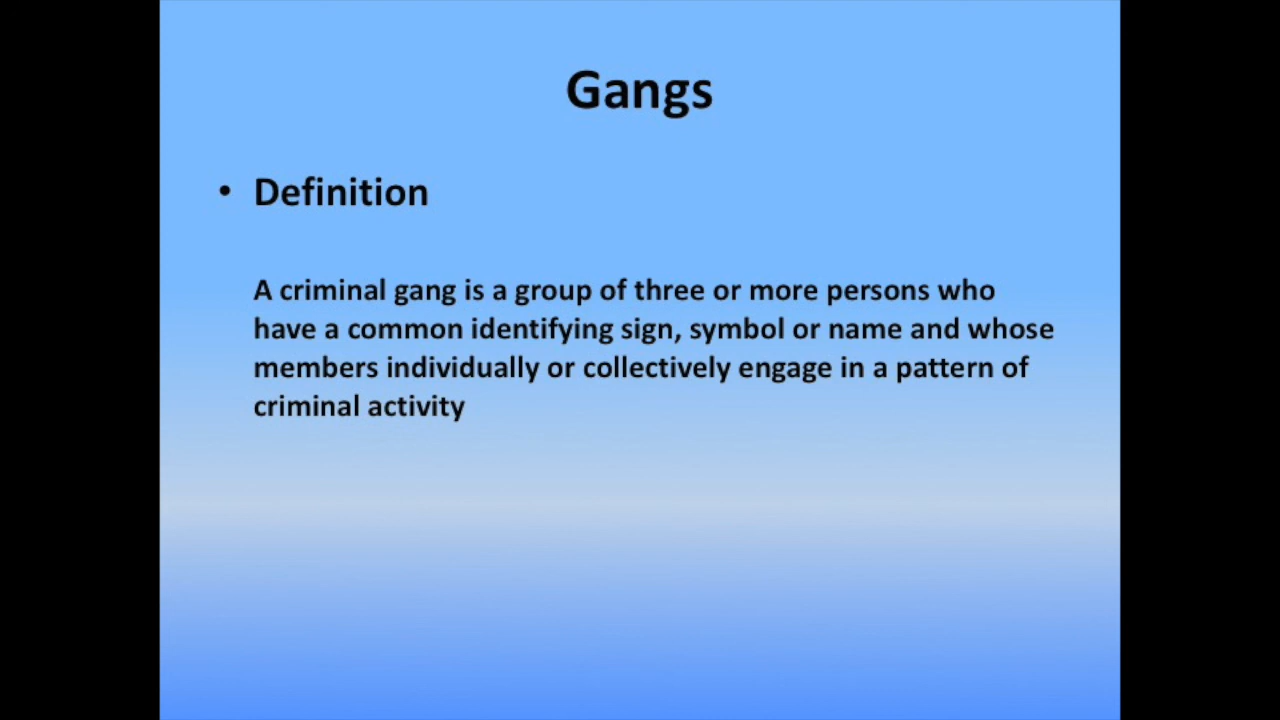 Gangs
• Definition
A criminal gang is a group of three or more persons who
have a common identifying sign, symbol or name and whose
members individually or collectively engage in a pattern of
criminal activity